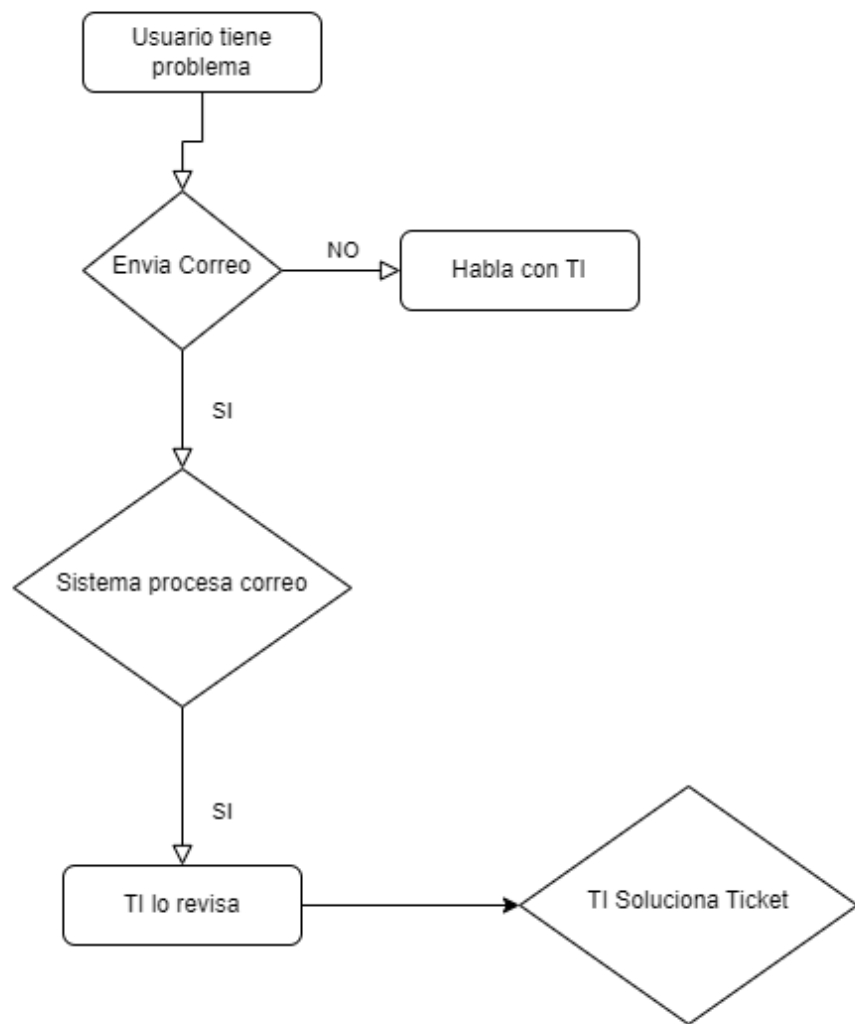 Usuario tiene
problema
Envia Correo
NO
Habla con TI
SI
Sistema procesa correo
SI
TI lo revisa
TI Soluciona Ticket